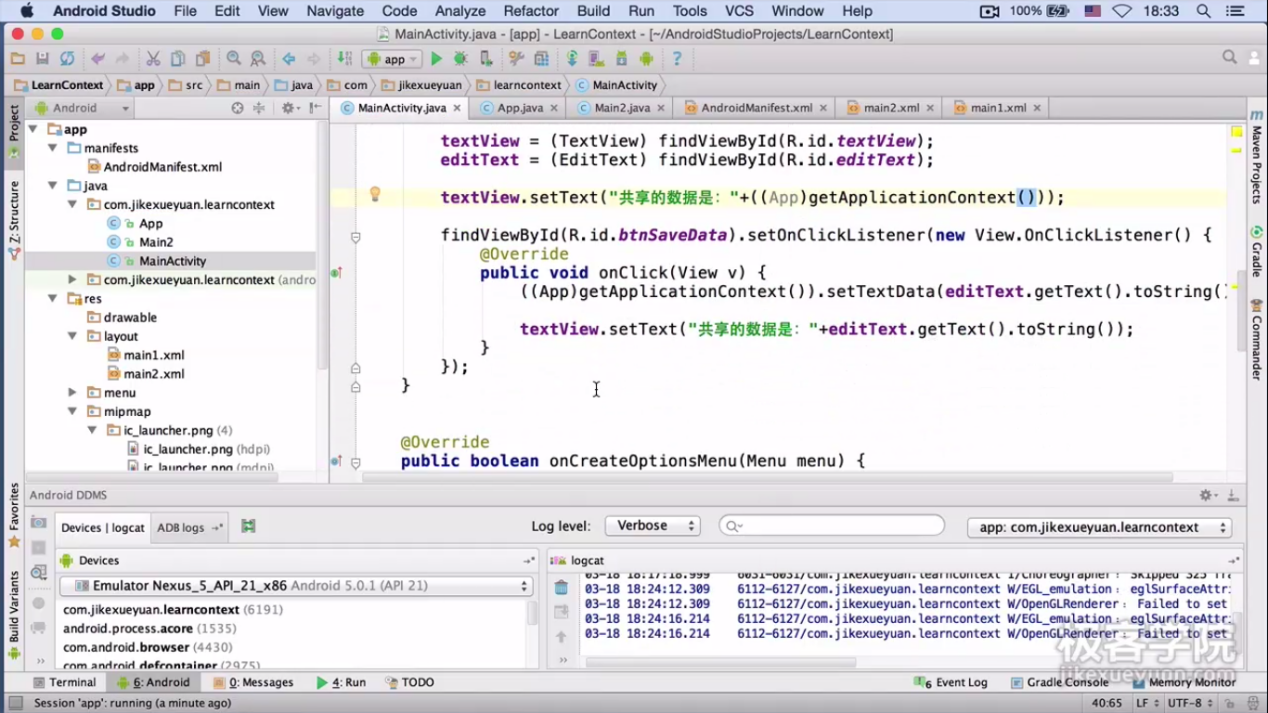 Android Studio File Edit View Navigate Code Analyze Refactor Build Run Tools VCS Window Help 100% 18:33
MainActivity.java - [app] - LearnContext - [~/AndroidStudioProjects/LearnContext]
app
LearnContext app src main java com jikexueyuan learncontext MainActivity
Android MainActivity.java App.java Main2.java AndroidManifest.xml main2.xml main1.xml
Project
Z: Structure
Favorites
Build Variants
app
manifests
AndroidManifest.xml
java
com.jikexueyuan.learncontext
App
Main2
MainActivity
com.jikexueyuan.learncontext (andro
res
drawable
layout
main1.xml
main2.xml
menu
mipmap
ic_launcher.png (4)
ic_launcher.png (hdpi)
ic_launcher.png (mdpi)
textView = (TextView) findViewById(R.id.textView);
editText = (EditText) findViewById(R.id.editText);
textView.setText("共享的数据是："+((App)getApplicationContext()));
findViewById(R.id.btnSaveData).setOnClickListener(new View.OnClickListener() {
@Override
public void onClick(View v) {
((App)getApplicationContext()).setTextData(editText.getText().toString()
textView.setText("共享的数据是："+editText.getText().toString());
}
});
}
@Override
public boolean onCreateOptionsMenu(Menu menu) {
Maven Projects
Gradle
Commander
Android DDMS
Devices | logcat ADB logs Log level: Verbose app: com.jikexueyuan.learncontext
Devices
Emulator Nexus_5_API_21_x86 Android 5.0.1 (API 21)
com.jikexueyuan.learncontext (6191)
android.process.acore (1535)
com.android.browser (4430)
com.android.defcontainer (2975)
logcat
03-18 18:17:18.999 6031-6031/com.jikexueyuan.learncontext I/Choreographer: Skipped 325 fra
03-18 18:24:12.309 6112-6127/com.jikexueyuan.learncontext W/EGL_emulation: eglSurfaceAttri
03-18 18:24:12.309 6112-6127/com.jikexueyuan.learncontext W/OpenGLRenderer: Failed to set
03-18 18:24:16.214 6112-6127/com.jikexueyuan.learncontext W/EGL_emulation: eglSurfaceAttri
03-18 18:24:16.214 6112-6127/com.jikexueyuan.learncontext W/OpenGLRenderer: Failed to set
极客学院
jikexueyuan.com
Terminal 6: Android 0: Messages 4: Run TODO 6 Event Log Gradle Console Memory Monitor
Session 'app': running (a minute ago) 40:65 LF UTF-8